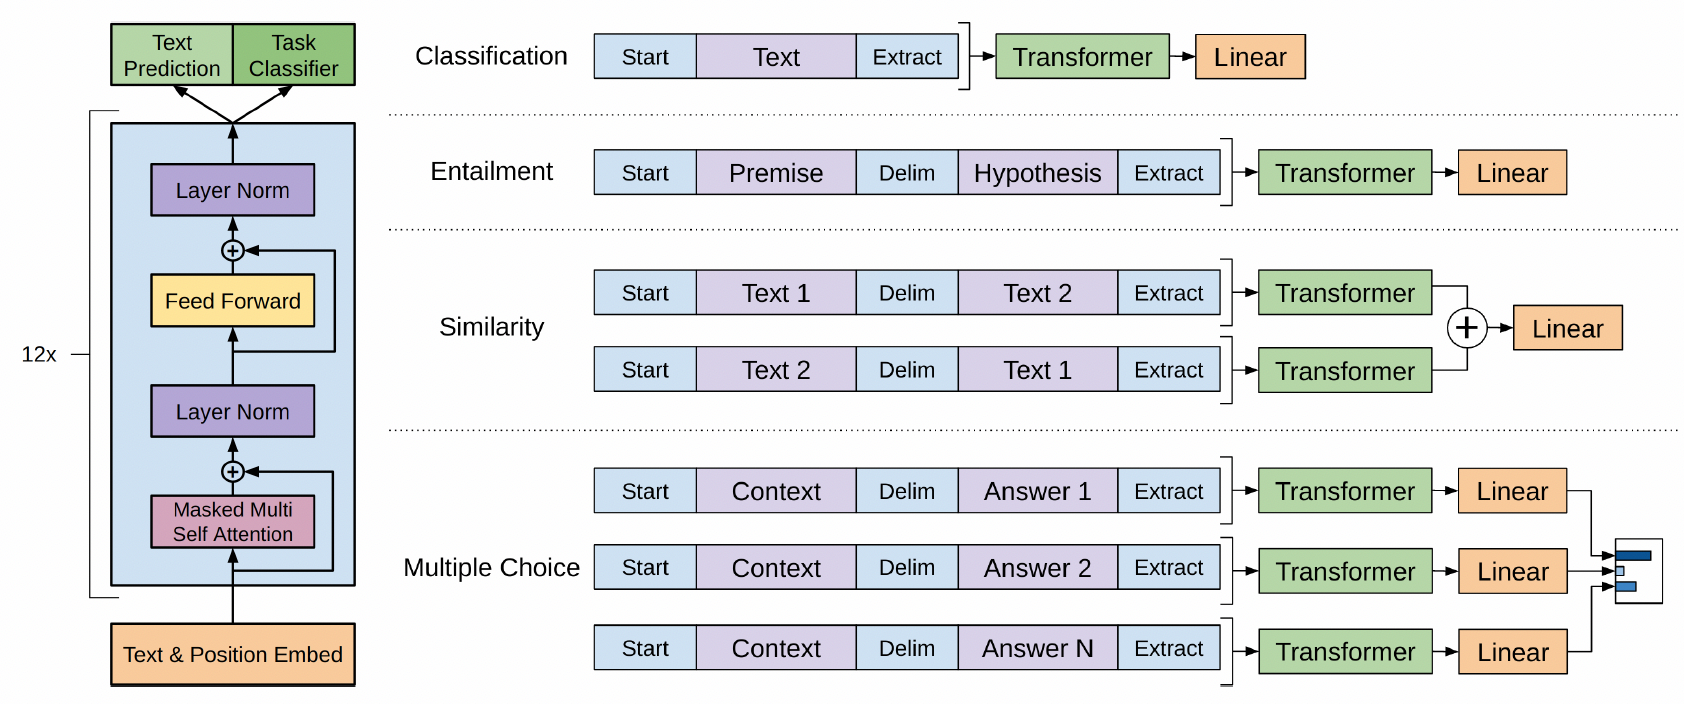 Text
Prediction
Task
Classifier
12x
Layer Norm
Feed Forward
Layer Norm
Masked Multi
Self Attention
Text & Position Embed
Classification
Start Text Extract Transformer Linear
Entailment
Start Premise Delim Hypothesis Extract Transformer Linear
Similarity
Start Text 1 Delim Text 2 Extract Transformer
Start Text 2 Delim Text 1 Extract Transformer
Linear
Multiple Choice
Start Context Delim Answer 1 Extract Transformer Linear
Start Context Delim Answer 2 Extract Transformer Linear
Start Context Delim Answer N Extract Transformer Linear